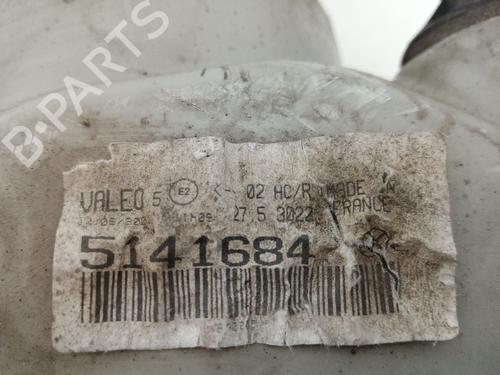 B-PARTS
VALEO 5 E2 <- 02 HC/R MADE IN
27.5 3022 FRANCE
5141684